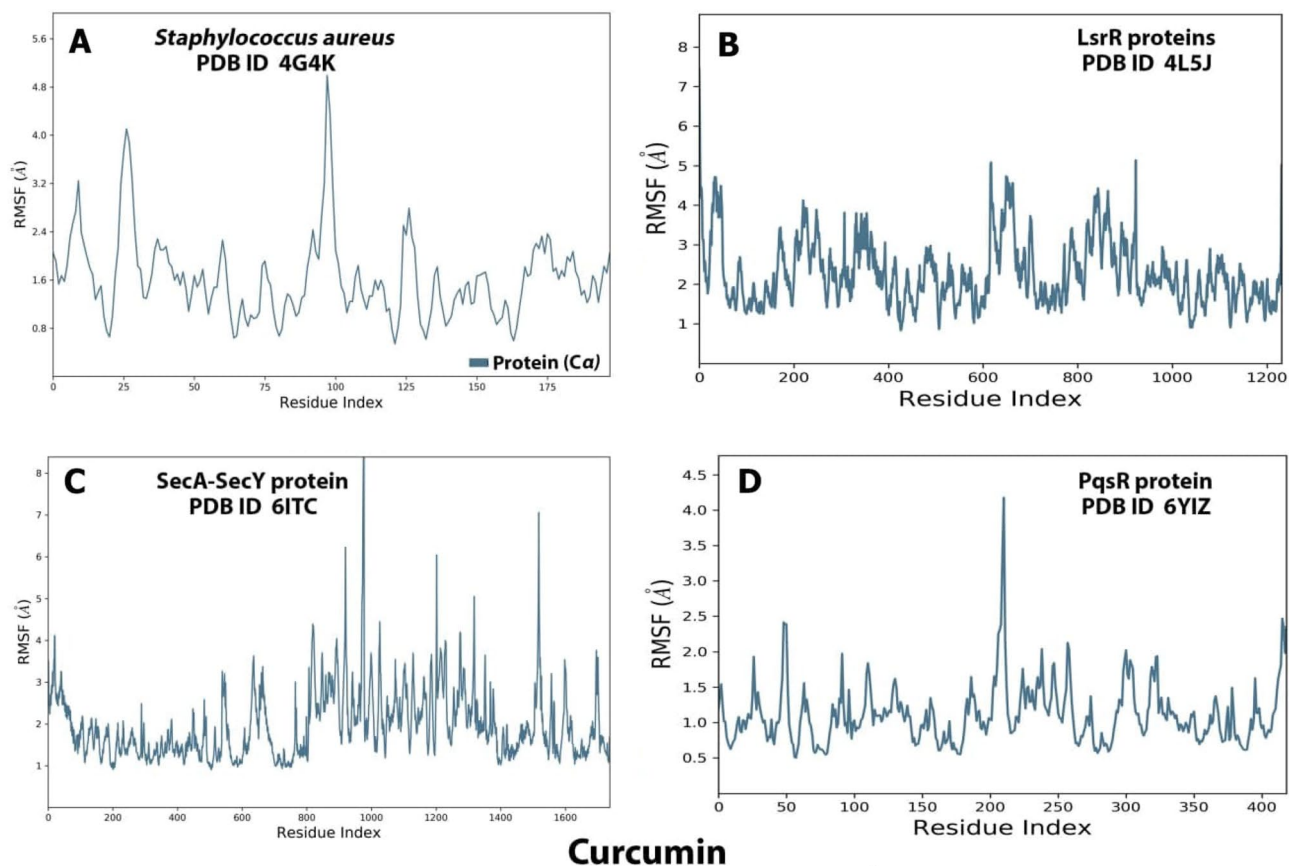 A
Staphylococcus aureus
PDB ID 4G4K
RMSF (Å)
5.6
4.8
4.0
3.2
2.4
1.6
0.8
Protein (Cα)
0 25 50 75 100 125 150 175
Residue Index
B
LsrR proteins
PDB ID 4L5J
RMSF (Å)
8
7
6
5
4
3
2
1
0 200 400 600 800 1000 1200
Residue Index
C
SecA-SecY protein
PDB ID 6ITC
RMSF (Å)
8
7
6
5
4
3
2
1
0 200 400 600 800 1000 1200 1400 1600
Residue Index
D
PqsR protein
PDB ID 6YIZ
RMSF (Å)
4.5
4.0
3.5
3.0
2.5
2.0
1.5
1.0
0.5
0 50 100 150 200 250 300 350 400
Residue Index
Curcumin